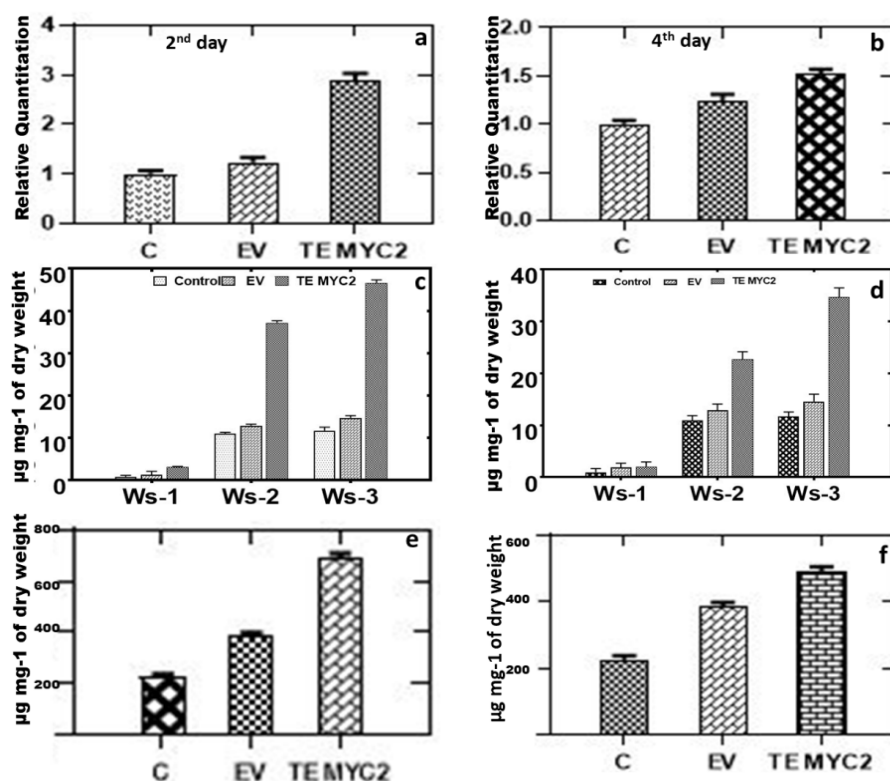 Relative Quantitation
4
3
2
1
0
2nd day
a
C EV TE MYC2
Relative Quantitation
2.0
1.5
1.0
0.5
0.0
4th day
b
C EV TE MYC2
µg mg-1 of dry weight
50
40
30
20
10
0
Control EV TE MYC2
c
Ws-1 Ws-2 Ws-3
µg mg-1 of dry weight
40
30
20
10
0
Control EV TE MYC2
d
Ws-1 Ws-2 Ws-3
µg mg-1 of dry weight
800
600
400
200
e
C EV TE MYC2
µg mg-1 of dry weight
600
400
200
f
C EV TE MYC2